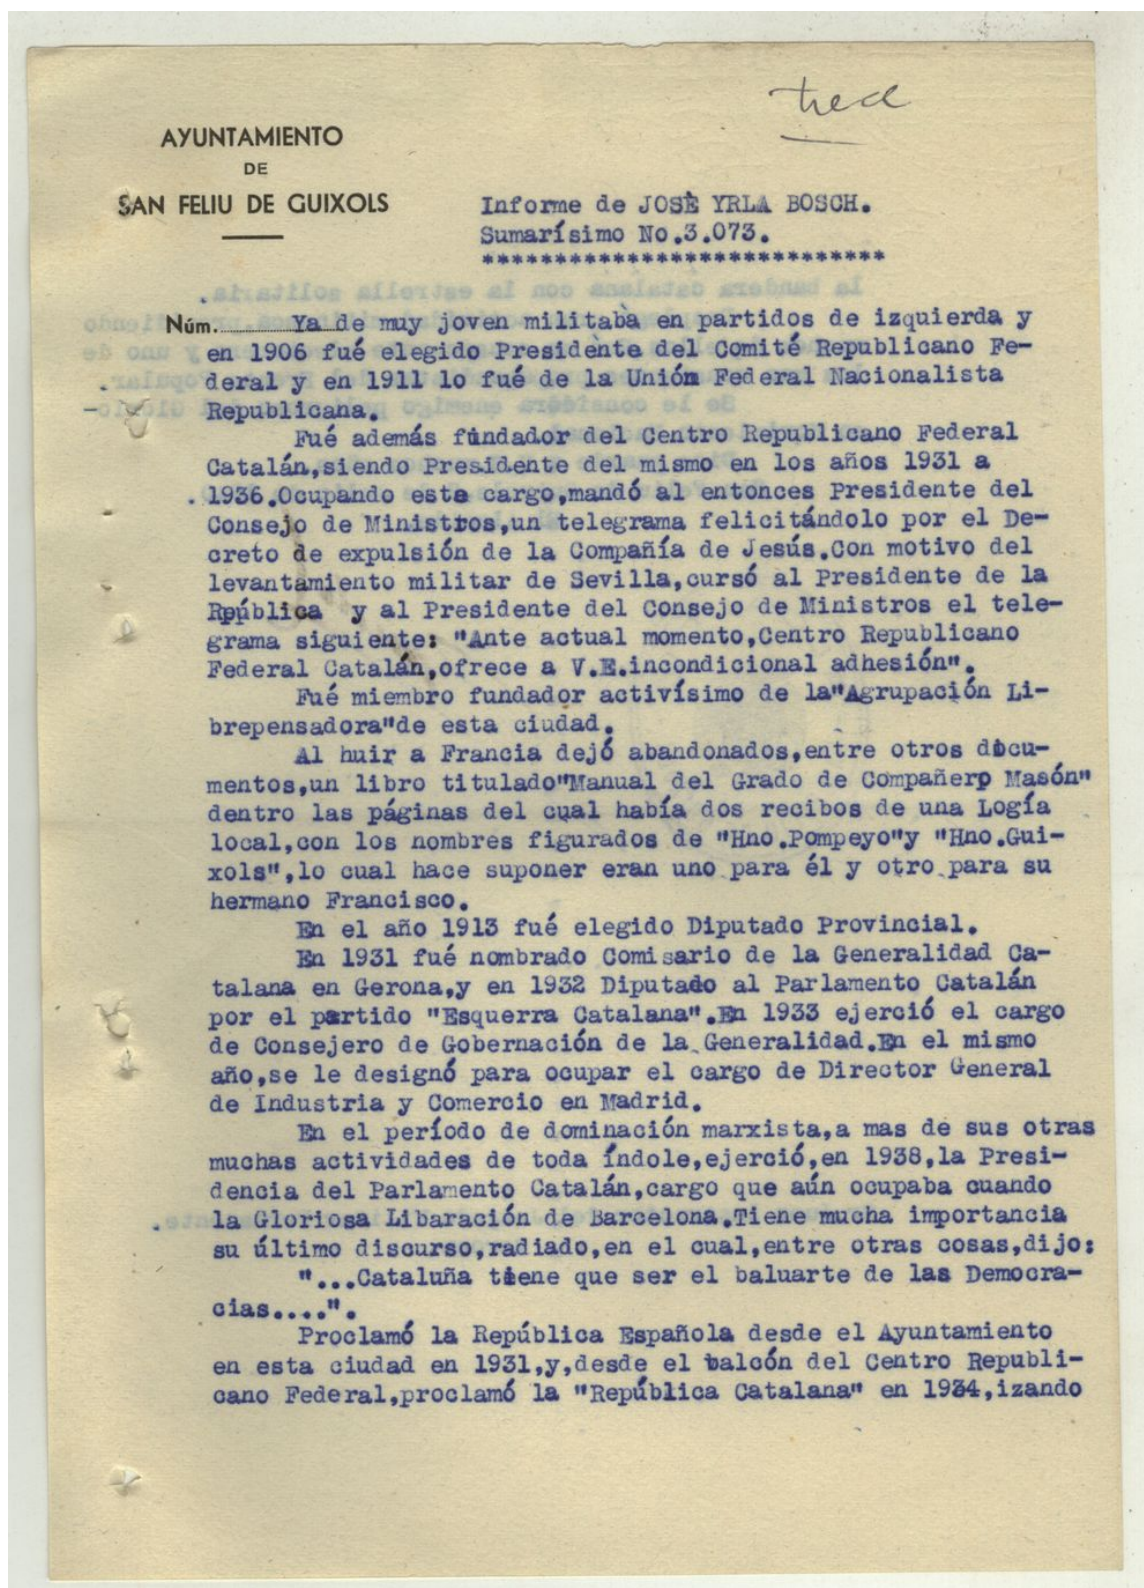 tred
AYUNTAMIENTO
DE
SAN FELIU DE GUIXOLS
Informe de JOSÈ YRLA BOSCH.
Sumarísimo No.3.073.
****************************
Núm. Ya de muy joven militaba en partidos de izquierda y
en 1906 fué elegido Presidente del Comité Republicano Fe-
deral y en 1911 lo fué de la Unión Federal Nacionalista
Republicana.
Fué además fundador del Centro Republicano Federal
Catalán,siendo Presidente del mismo en los años 1931 a
1936.Ocupando este cargo,mandó al entonces Presidente del
Consejo de Ministros,un telegrama felicitándolo por el De-
creto de expulsión de la Compañía de Jesús.Con motivo del
levantamiento militar de Sevilla,cursó al Presidente de la
República y al Presidente del Consejo de Ministros el tele-
grama siguiente: "Ante actual momento,Centro Republicano
Federal Catalán,ofrece a V.E.incondicional adhesión".
Fué miembro fundador activísimo de la"Agrupación Li-
brepensadora"de esta ciudad.
Al huir a Francia dejó abandonados,entre otros docu-
mentos,un libro titulado"Manual del Grado de Compañero Masón"
dentro las páginas del cual había dos recibos de una Logía
local,con los nombres figurados de "Hno.Pompeyo"y "Hno.Gui-
xols",lo cual hace suponer eran uno para él y otro para su
hermano Francisco.
En el año 1913 fué elegido Diputado Provincial.
En 1931 fué nombrado Comisario de la Generalidad Ca-
talana en Gerona,y en 1932 Diputado al Parlamento Catalán
por el partido "Esquerra Catalana".En 1933 ejerció el cargo
de Consejero de Gobernación de la Generalidad.En el mismo
año,se le designó para ocupar el cargo de Director General
de Industria y Comercio en Madrid.
En el período de dominación marxista,a mas de sus otras
muchas actividades de toda índole,ejerció,en 1938,la Presi-
dencia del Parlamento Catalán,cargo que aún ocupaba cuando
la Gloriosa Libaración de Barcelona.Tiene mucha importancia
su último discurso,radiado,en el cual,entre otras cosas,dijo:
"...Cataluña tiene que ser el baluarte de las Democra-
cias....".
Proclamó la República Española desde el Ayuntamiento
en esta ciudad en 1931,y,desde el balcón del Centro Republi-
cano Federal,proclamó la "República Catalana" en 1934,izando